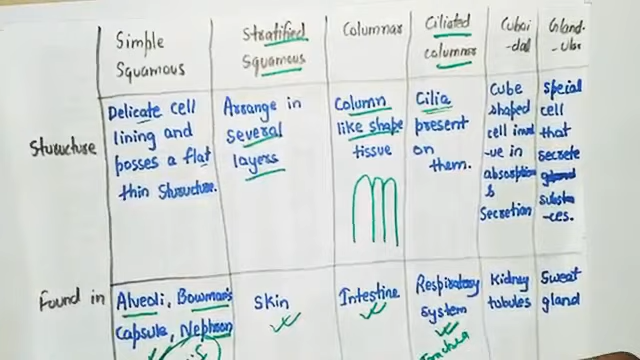 Simple
Squamous
Stratified
Squamous
Columnar
Ciliated
columnar
Cuboi
-dal
Gland-
ular
Structure
Delicate cell
lining and
posses a flat
thin Structure.
Arrange in
several
layers
Column
like shape
tissue
Cilia
present
on
them.
Cube
shaped
cell invol
-ve in
absorption
&
Secretion
Special
cell
that
secrete
substan
-ces.
Found in
Alveoli, Bowman's
Capsule, Nephron
Skin
Intestine
Respiratory
System
Trachea
Kidney
tubules
Sweat
gland